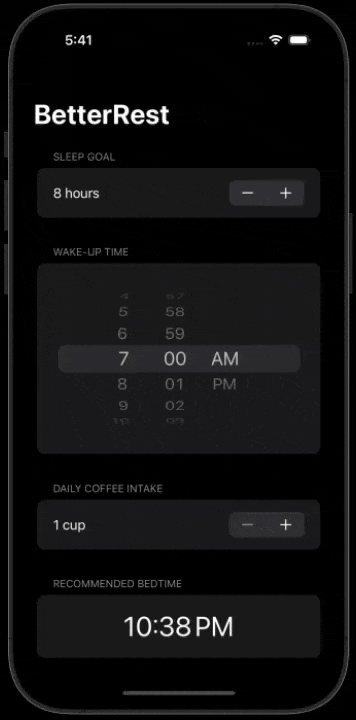 5:41
BetterRest
SLEEP GOAL
8 hours − +
WAKE-UP TIME
4 57
5 58
6 59
7 00 AM
8 01 PM
9 02
10 03
DAILY COFFEE INTAKE
1 cup − +
RECOMMENDED BEDTIME
10:38 PM